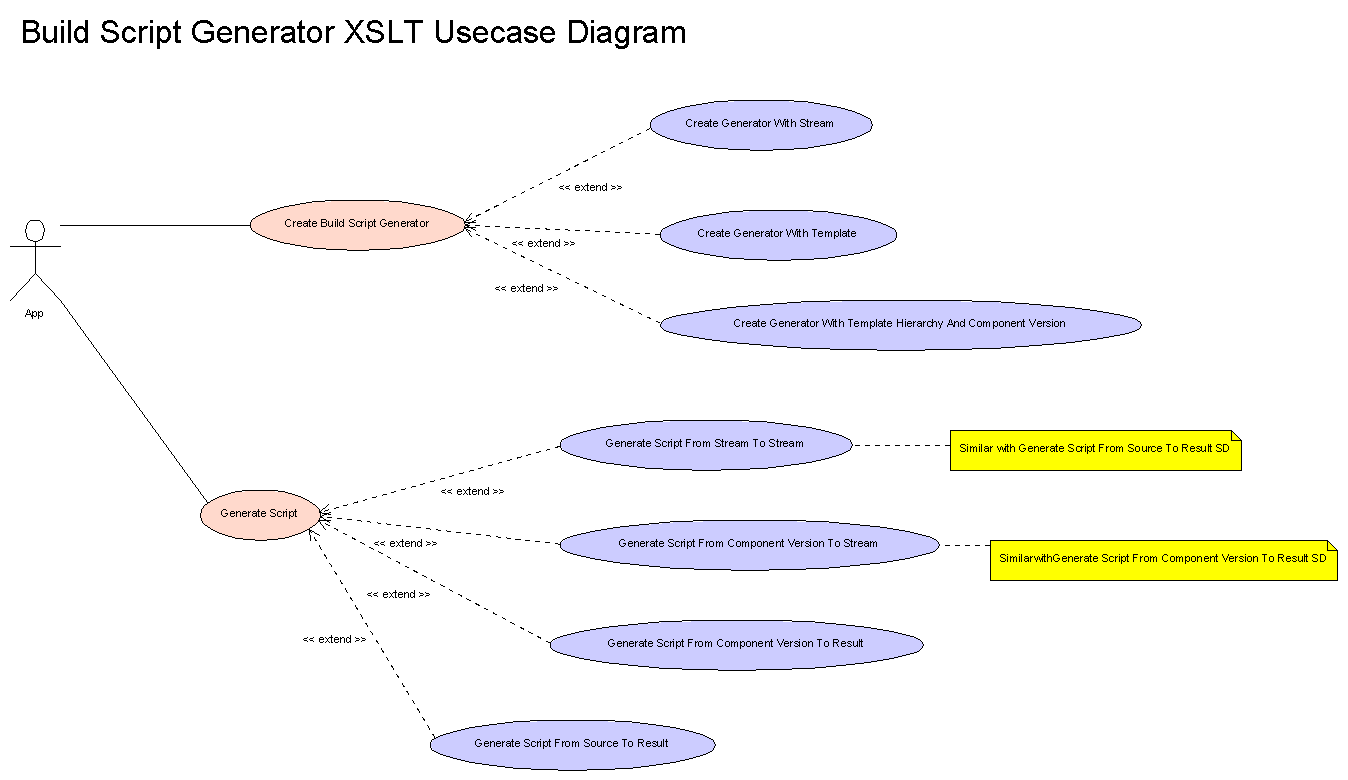 Build Script Generator XSLT Usecase Diagram
Create Generator With Stream
<< extend >>
Create Build Script Generator
Create Generator With Template
<< extend >>
<< extend >>
App
Create Generator With Template Hierarchy And Component Version
Generate Script From Stream To Stream
Similar with Generate Script From Source To Result SD
<< extend >>
Generate Script
Generate Script From Component Version To Stream
<< extend >>
SimilarwithGenerate Script From Component Version To Result SD
<< extend >>
<< extend >>
Generate Script From Component Version To Result
Generate Script From Source To Result